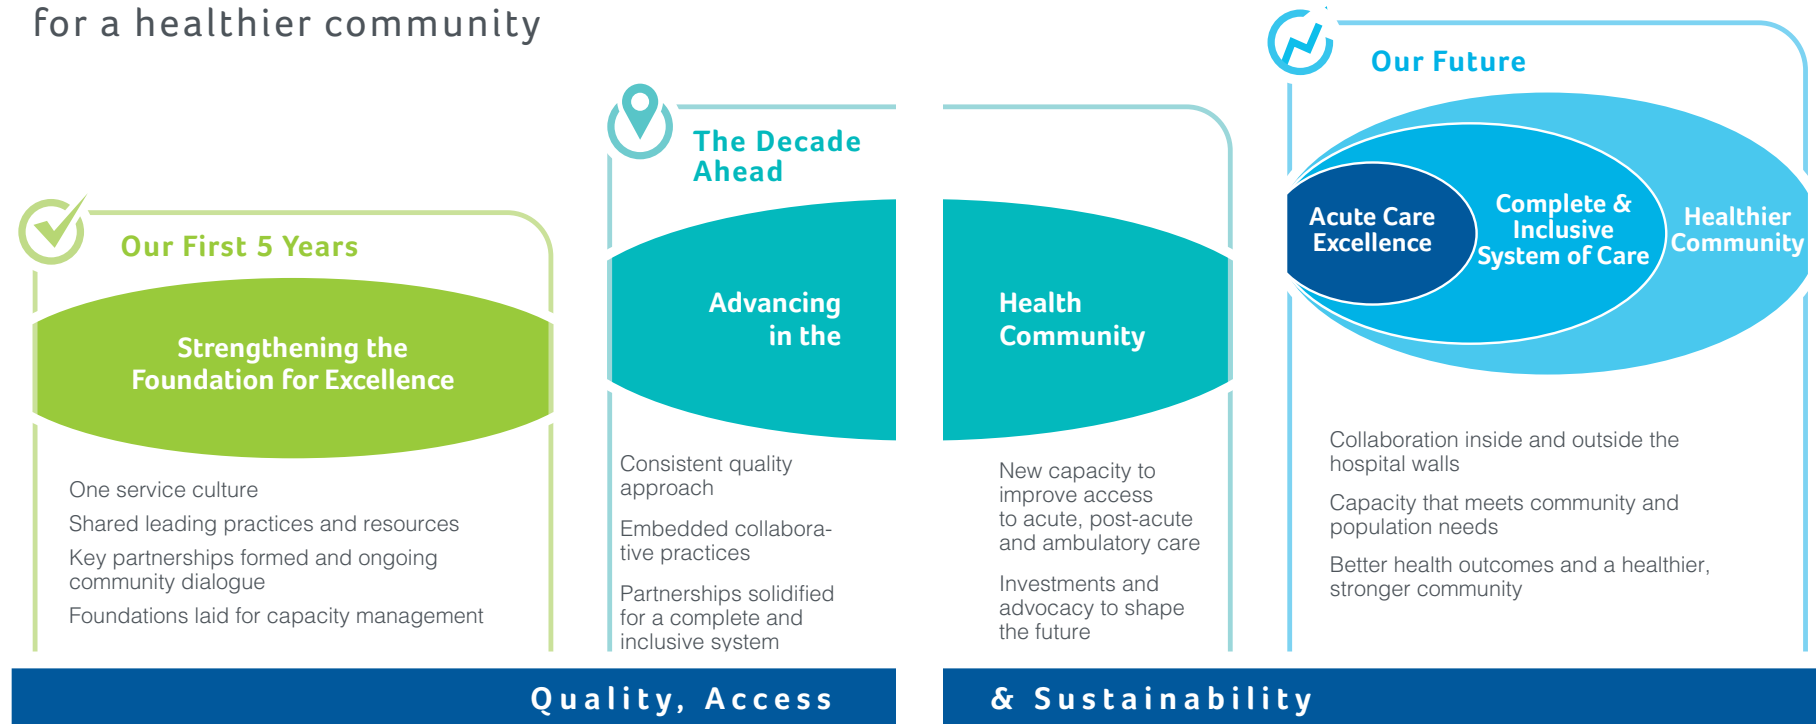 for a healthier community
Our First 5 Years
Strengthening the
Foundation for Excellence
One service culture
Shared leading practices and resources
Key partnerships formed and ongoing
community dialogue
Foundations laid for capacity management
The Decade
Ahead
Advancing
in the
Health
Community
Consistent quality
approach
Embedded collabora-
tive practices
Partnerships solidified
for a complete and
inclusive system
New capacity to
improve access
to acute, post-acute
and ambulatory care
Investments and
advocacy to shape
the future
Our Future
Acute Care
Excellence
Complete &
Inclusive
System of Care
Healthier
Community
Collaboration inside and outside the
hospital walls
Capacity that meets community and
population needs
Better health outcomes and a healthier,
stronger community
Quality, Access
& Sustainability